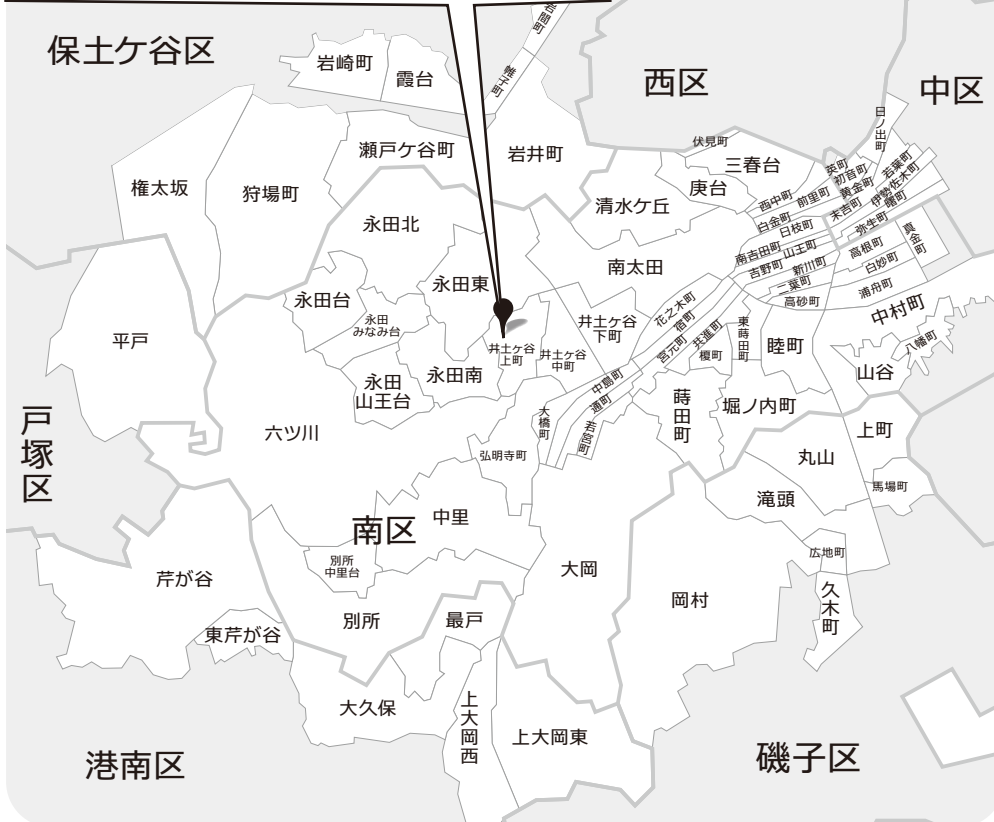 保土ケ谷区
岩崎町
霞台
岩間町
帷子町
西区
中区
権太坂
狩場町
瀬戸ケ谷町
岩井町
伏見町
三春台
庚台
清水ケ丘
日ノ出町
英町
初音町
黄金町
末吉町
若葉町
伊勢佐木町
曙町
弥生町
西中町
前里町
白金町
日枝町
南吉田町
山王町
吉野町
新川町
二葉町
高砂町
高根町
白妙町
真金町
浦舟町
中村町
八幡町
山谷
永田北
永田東
永田台
永田
みなみ台
永田
山王台
永田南
井土ケ谷
上町
井土ケ谷
中町
井土ケ谷
下町
南太田
花之木町
宿町
宮元町
共進町
榎町
東蒔田町
睦町
中島町
通町
大橋町
若宮町
蒔田町
堀ノ内町
平戸
戸塚区
六ツ川
弘明寺町
上町
丸山
滝頭
馬場町
南区
中里
別所
中里台
芹が谷
東芹が谷
別所
最戸
大岡
岡村
広地町
久木町
大久保
上大岡西
上大岡東
港南区
磯子区